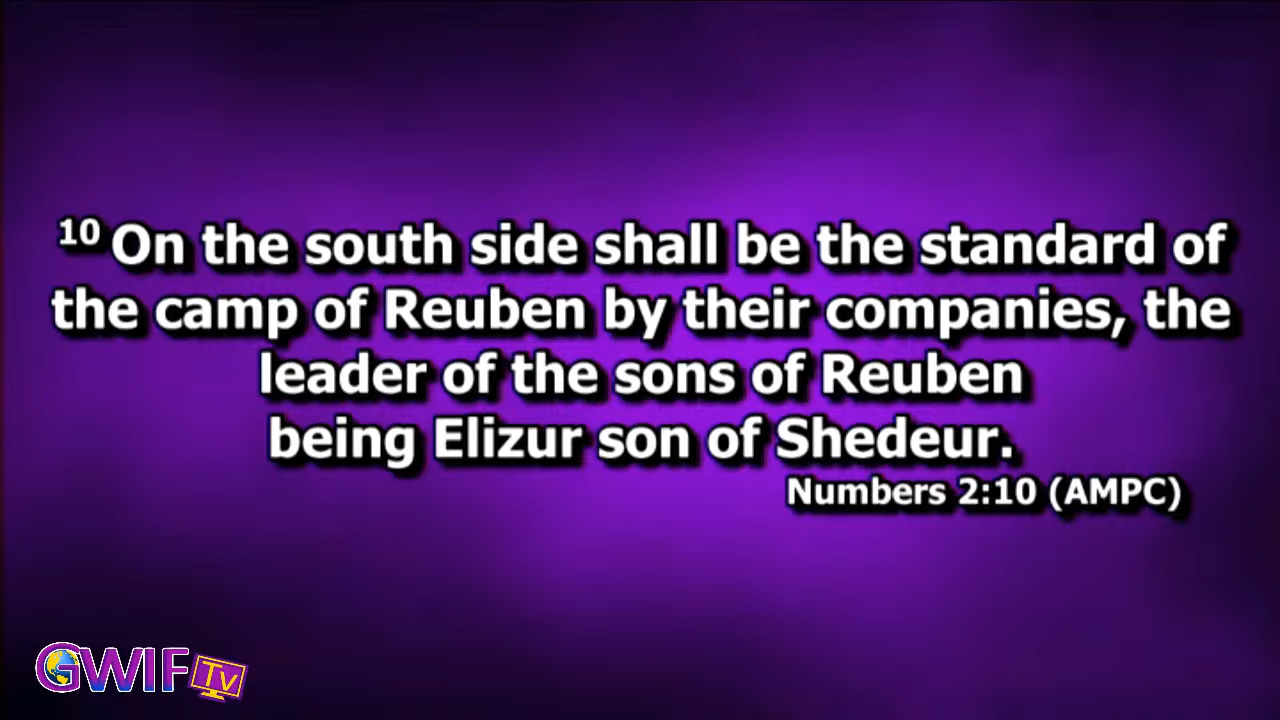 10 On the south side shall be the standard of
the camp of Reuben by their companies, the
leader of the sons of Reuben
being Elizur son of Shedeur.
Numbers 2:10 (AMPC)
GWIF Tv